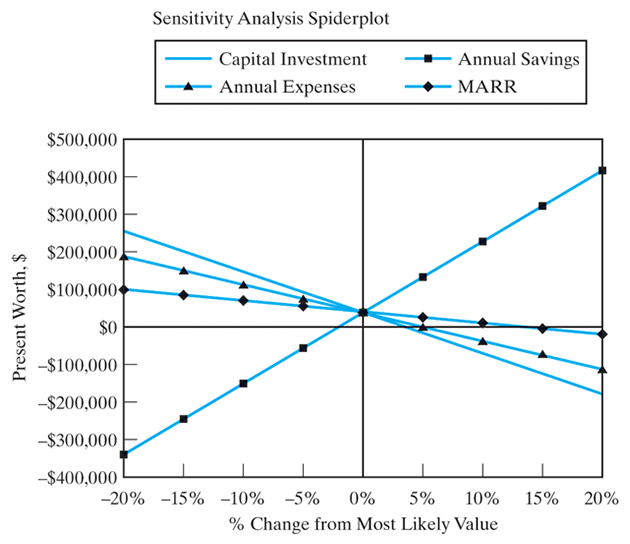 Sensitivity Analysis Spiderplot
Capital Investment
Annual Savings
Annual Expenses
MARR
$500,000
$400,000
$300,000
$200,000
$100,000
$0
–$100,000
–$200,000
–$300,000
–$400,000
Present Worth, $
–20% –15% –10% –5% 0% 5% 10% 15% 20%
% Change from Most Likely Value